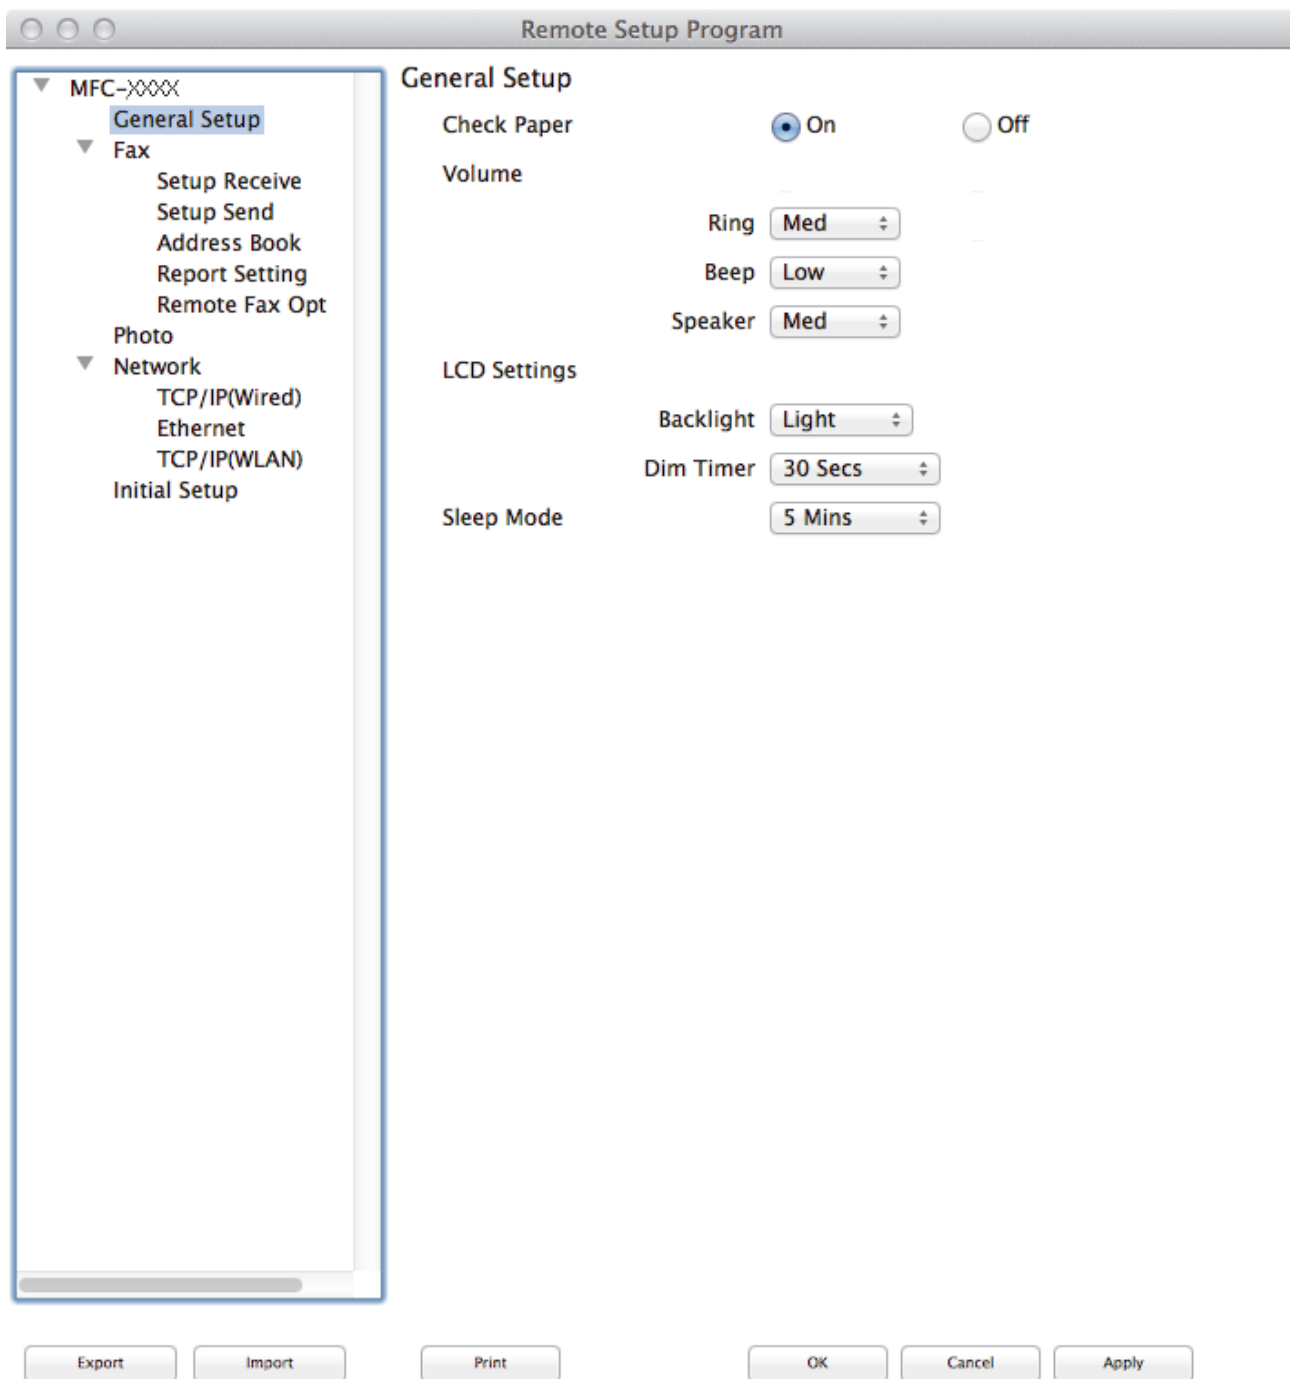 Remote Setup Program
MFC-XXXX
General Setup
Fax
Setup Receive
Setup Send
Address Book
Report Setting
Remote Fax Opt
Photo
Network
TCP/IP(Wired)
Ethernet
TCP/IP(WLAN)
Initial Setup
General Setup
Check Paper On Off
Volume
Ring Med
Beep Low
Speaker Med
LCD Settings
Backlight Light
Dim Timer 30 Secs
Sleep Mode 5 Mins
Export Import Print OK Cancel Apply